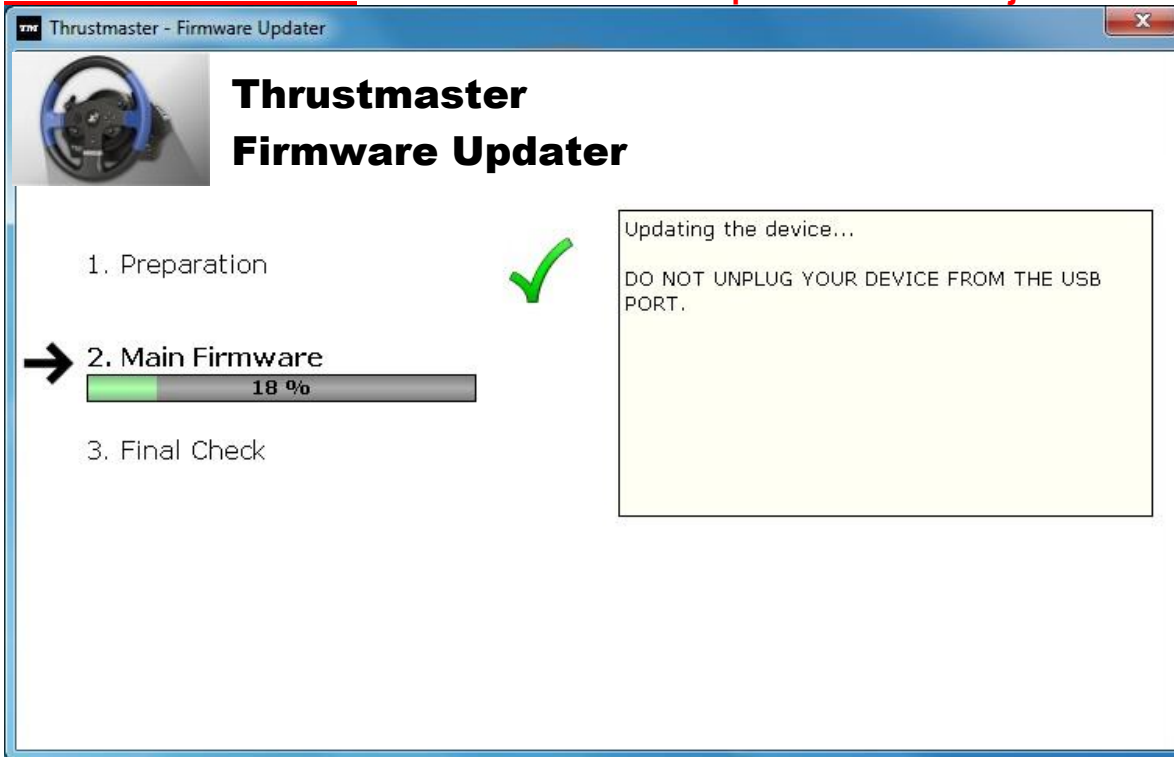 Thrustmaster - Firmware Updater
Thrustmaster
Firmware Updater
1. Preparation
2. Main Firmware
18 %
3. Final Check
Updating the device...
DO NOT UNPLUG YOUR DEVICE FROM THE USB
PORT.